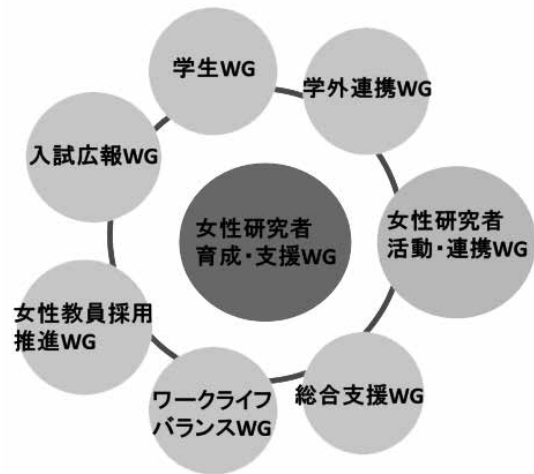 学生WG
学外連携WG
入試広報WG
女性研究者
育成・支援WG
女性研究者
活動・連携WG
女性教員採用
推進WG
ワークライフ
バランスWG
総合支援WG